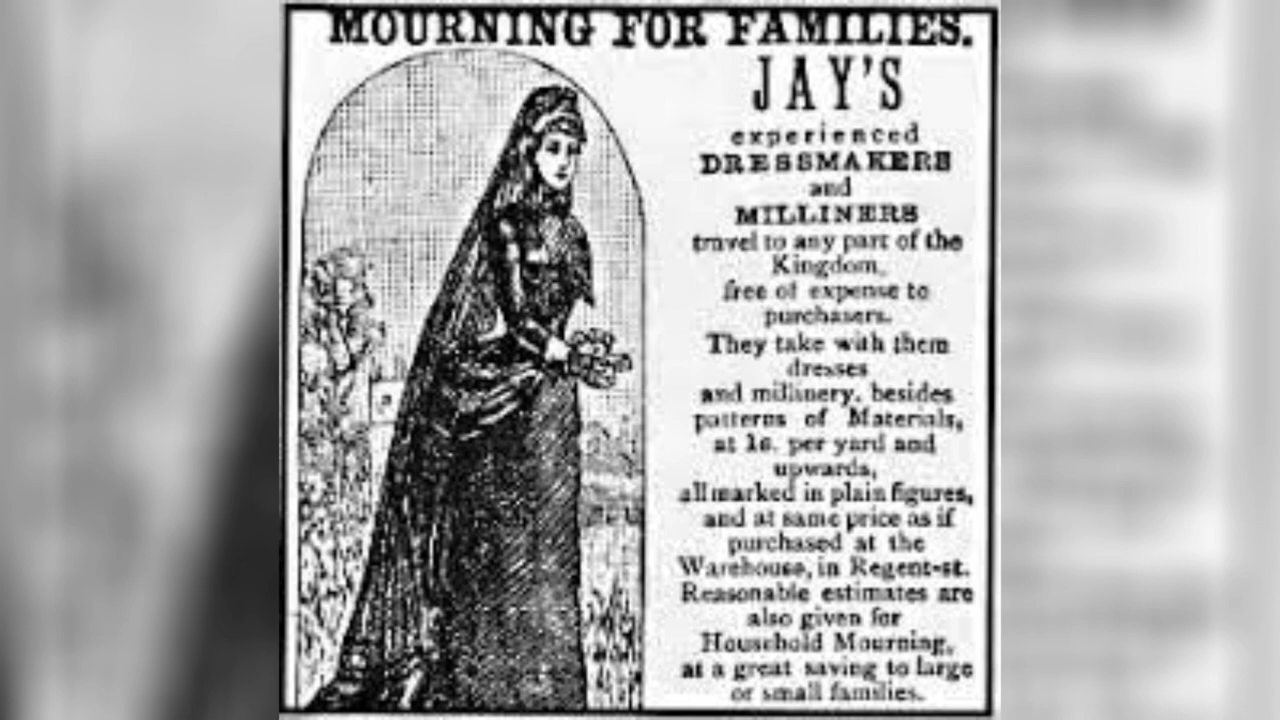 MOURNING FOR FAMILIES.
JAY'S
experienced
DRESSMAKERS
and
MILLINERS
travel to any part of the
Kingdom,
free of expense to
purchasers.
They take with them
dresses
and millinery, besides
patterns of Materials,
at 1s. per yard and
upwards,
all marked in plain figures,
and at same price as if
purchased at the
Warehouse, in Regent-st.
Reasonable estimates are
also given for
Household Mourning,
at a great saving to large
or small families.